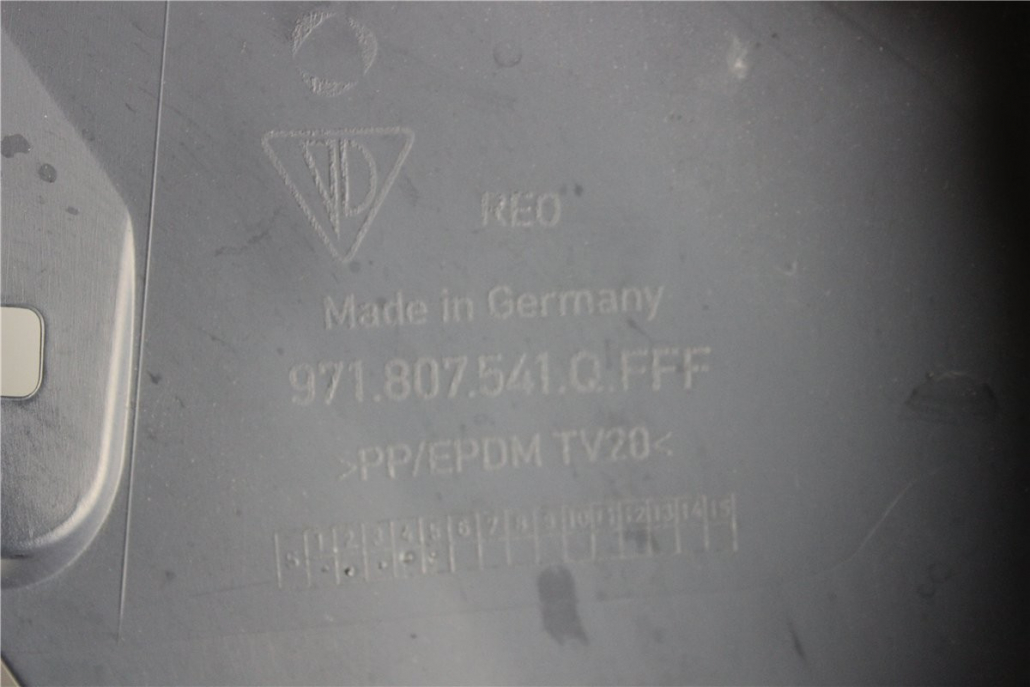 REO
Made in Germany
971.807.541.Q.FFF
>PP/EPDM TV20<
1 2 3 4 5 6 7 8 9 10 11 12 13 14 15